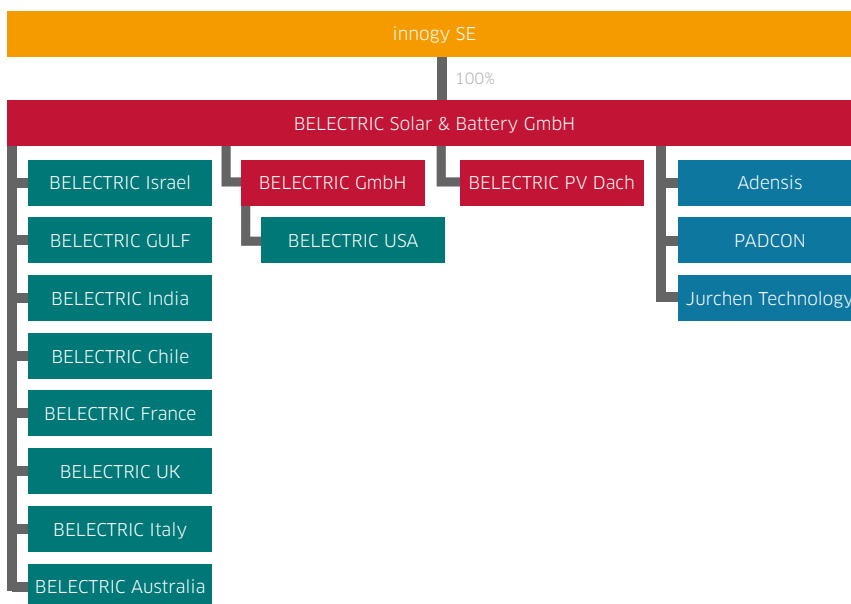 innogy SE
100%
BELECTRIC Solar & Battery GmbH
BELECTRIC Israel
BELECTRIC GmbH
BELECTRIC PV Dach
Adensis
BELECTRIC GULF
BELECTRIC USA
PADCON
BELECTRIC India
Jurchen Technology
BELECTRIC Chile
BELECTRIC France
BELECTRIC UK
BELECTRIC Italy
BELECTRIC Australia